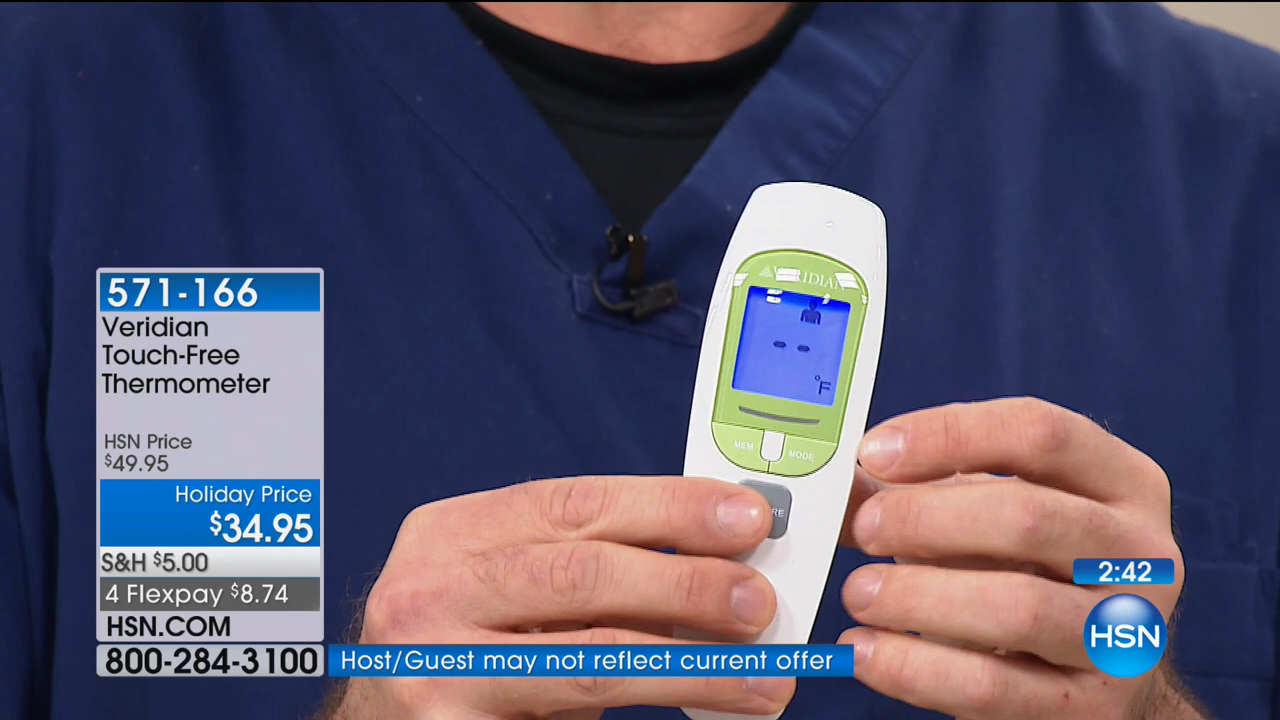 571-166
Veridian
Touch-Free
Thermometer
HSN Price
$49.95
Holiday Price
$34.95
S&H $5.00
4 Flexpay $8.74
HSN.COM
800-284-3100
Host/Guest may not reflect current offer
2:42
HSN
VERIDIAN
-- 
°F
MEM
MODE